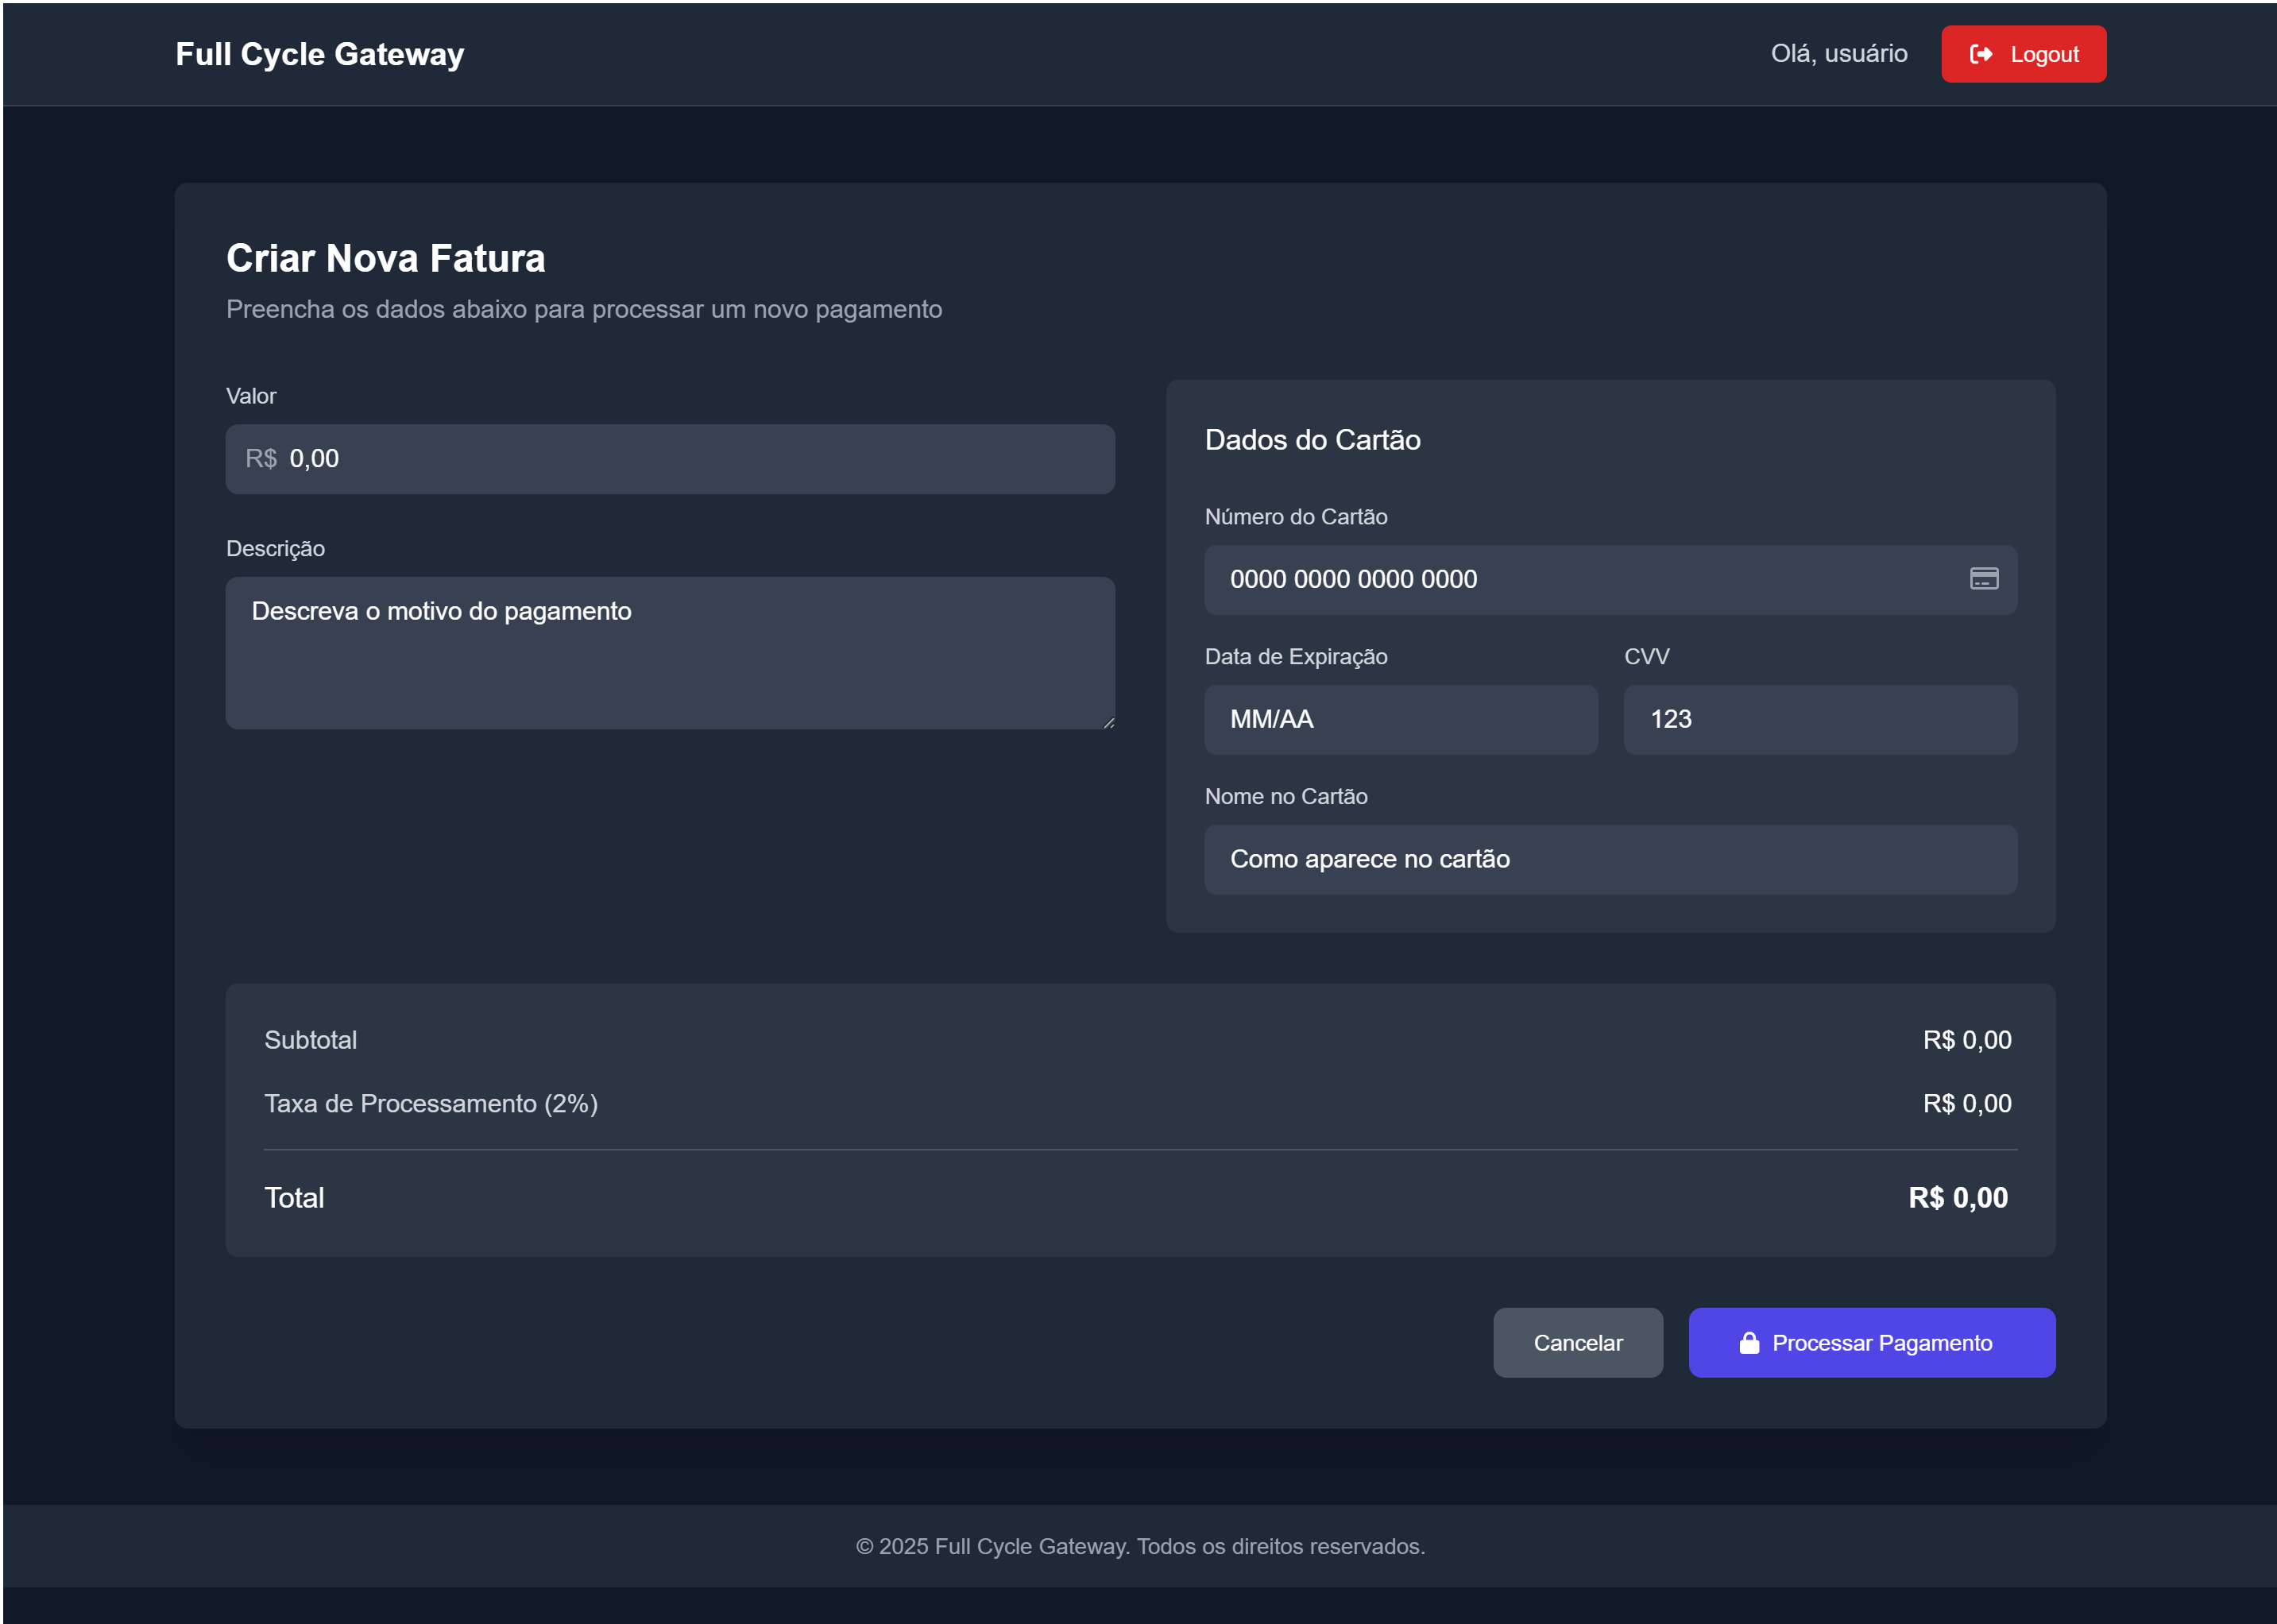 Full Cycle Gateway
Olá, usuário
Logout
Criar Nova Fatura
Preencha os dados abaixo para processar um novo pagamento
Valor
R$ 0,00
Descrição
Descreva o motivo do pagamento
Dados do Cartão
Número do Cartão
0000 0000 0000 0000
Data de Expiração
CVV
MM/AA
123
Nome no Cartão
Como aparece no cartão
Subtotal
R$ 0,00
Taxa de Processamento (2%)
R$ 0,00
Total
R$ 0,00
Cancelar
Processar Pagamento
© 2025 Full Cycle Gateway. Todos os direitos reservados.